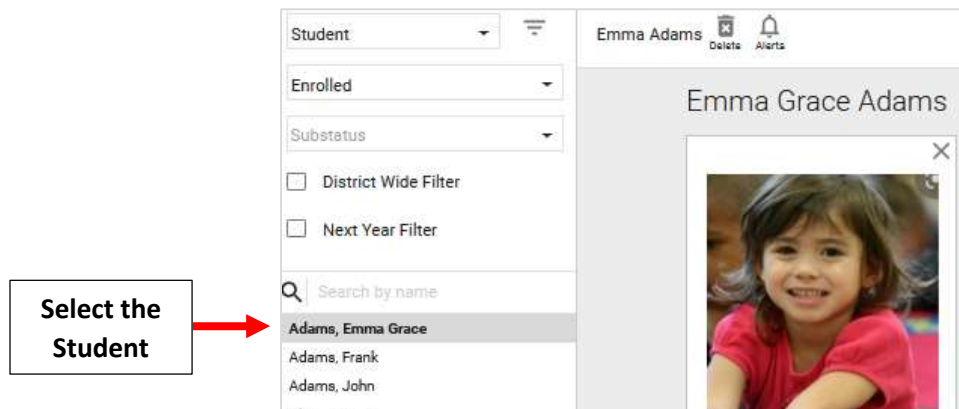 Student
Enrolled
Substatus
District Wide Filter
Next Year Filter
Search by name
Adams, Emma Grace
Adams, Frank
Adams, John
Select the
Student
Emma Adams
Delete
Alerts
Emma Grace Adams